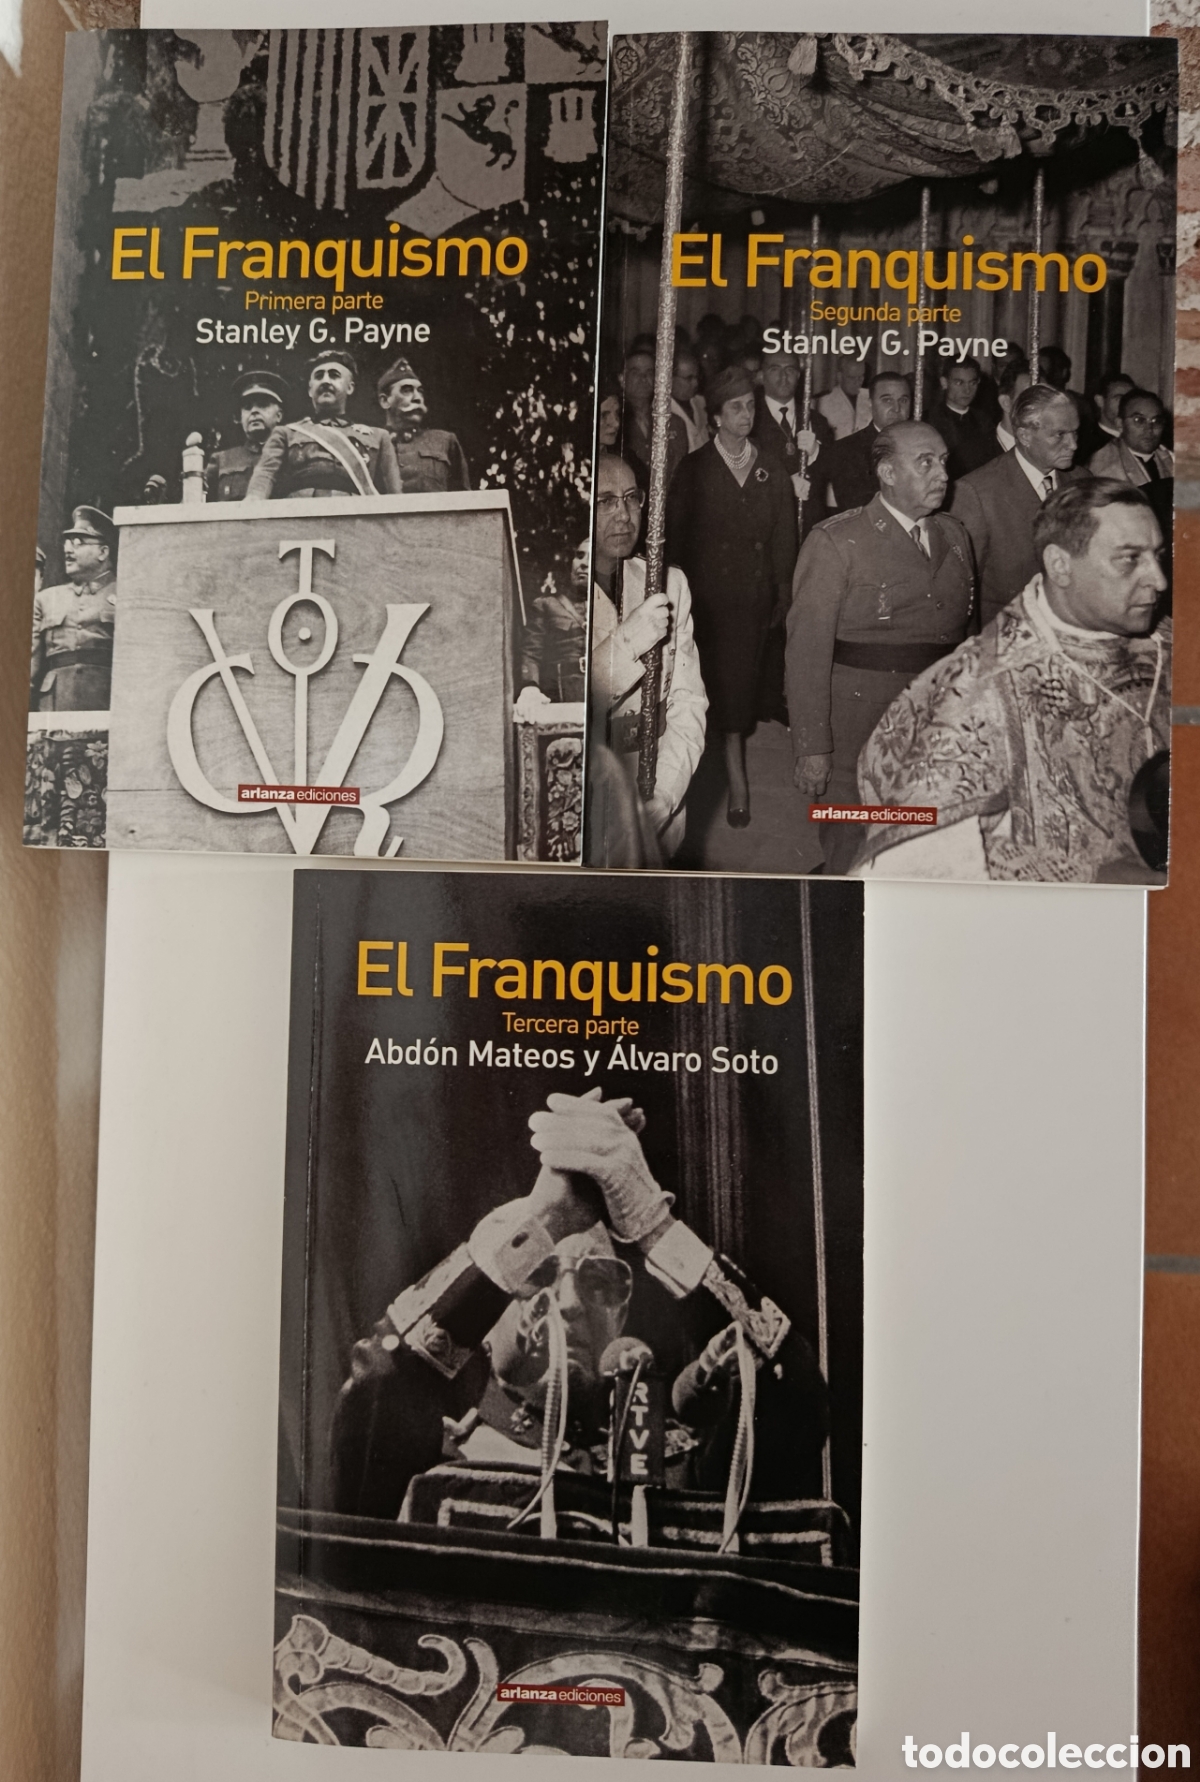 El Franquismo
Primera parte
Stanley G. Payne
arlanza ediciones
El Franquismo
Segunda parte
Stanley G. Payne
arlanza ediciones
El Franquismo
Tercera parte
Abdón Mateos y Álvaro Soto
RTVE
arlanza ediciones
todocoleccion